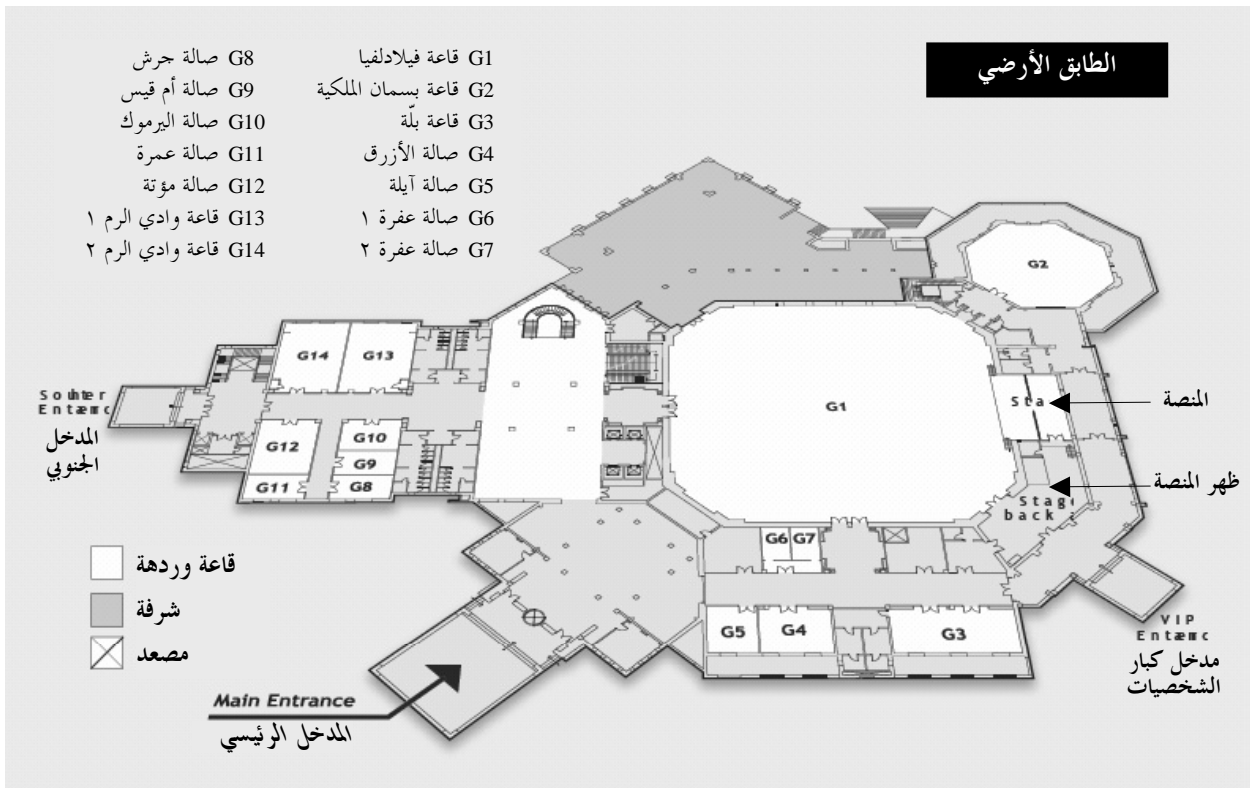 الطابق الأرضي
G1 قاعة فيلادلفيا
G2 قاعة بسمان الملكية
G3 قاعة بلّة
G4 صالة الأزرق
G5 صالة آيلة
G6 صالة عفرة ١
G7 صالة عفرة ٢
G8 صالة جرش
G9 صالة أم قيس
G10 صالة اليرموك
G11 صالة عمرة
G12 صالة مؤتة
G13 قاعة وادي الرم ١
G14 قاعة وادي الرم ٢
G2
G14
G13
G1
Sta
المنصة
المدخل
الجنوبي
G12
G10
G9
G11
G8
ظهر المنصة
Stag
back
G6
G7
قاعة وردهة
شرفة
مصعد
G5
G4
G3
VIP
مدخل كبار
الشخصيات
Main Entrance
المدخل الرئيسي